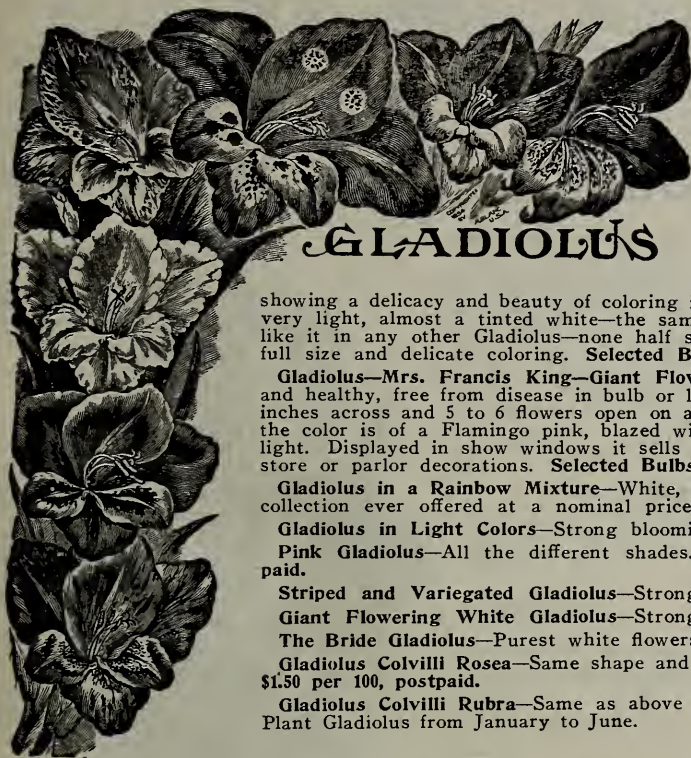 GLADIOLUS
showing a delicacy and beauty of coloring
very light, almost a tinted white—the sam
like it in any other Gladiolus—none half s
full size and delicate coloring. Selected B
Gladiolus—Mrs. Francis King—Giant Flow
and healthy, free from disease in bulb or l
inches across and 5 to 6 flowers open on a
the color is of a Flamingo pink, blazed wi
light. Displayed in show windows it sells
store or parlor decorations. Selected Bulbs
Gladiolus in a Rainbow Mixture—White,
collection ever offered at a nominal price
Gladiolus in Light Colors—Strong bloomi
Pink Gladiolus—All the different shades.
paid.
Striped and Variegated Gladiolus—Strong
Giant Flowering White Gladiolus—Strong
The Bride Gladiolus—Purest white flowers
Gladiolus Colvilli Rosea—Same shape and
$1.50 per 100, postpaid.
Gladiolus Colvilli Rubra—Same as above
Plant Gladiolus from January to June.